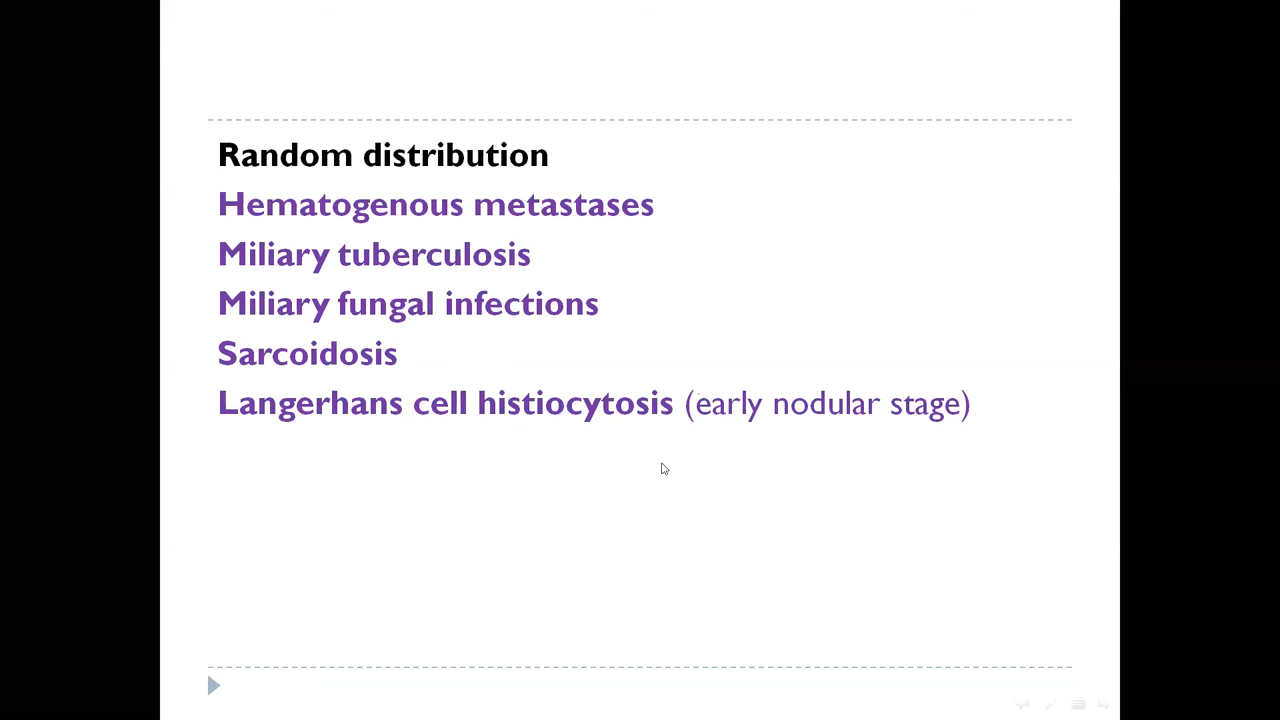 Random distribution
Hematogenous metastases
Miliary tuberculosis
Miliary fungal infections
Sarcoidosis
Langerhans cell histiocytosis (early nodular stage)